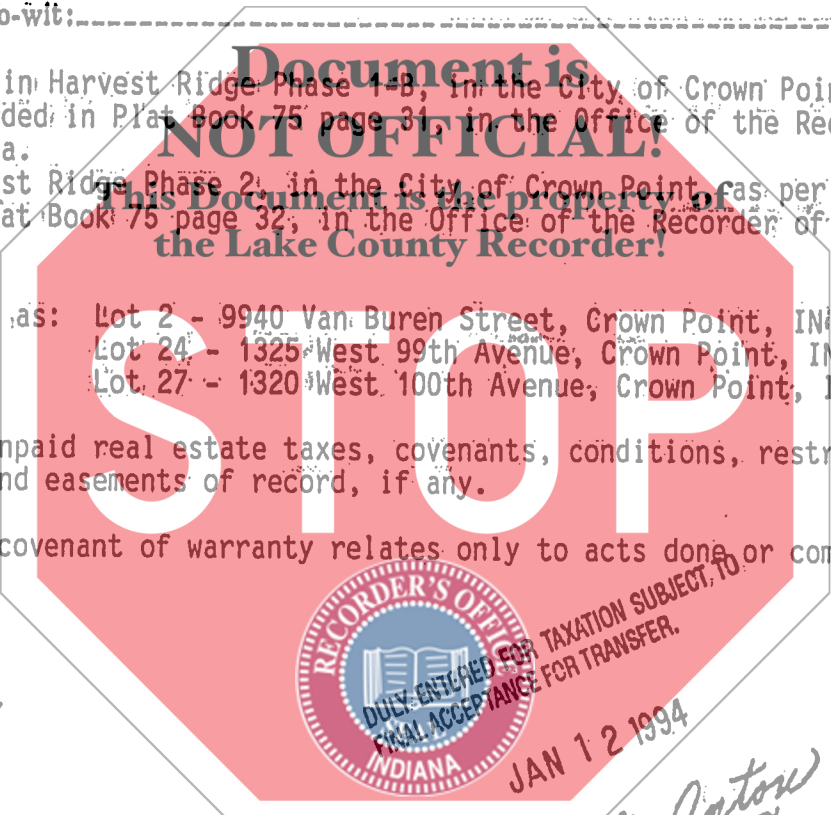 o-wit:
Document is
in Harvest Ridge Phase 1-B, in the City of Crown Poi
ded in Plat Book 75 page 31, in the Office of the Re
NOT OFFICIAL!
a.
st Ridge Phase 2, in the City of Crown Point, as per
This Document is the property of
at Book 75 page 32, in the Office of the Recorder of
the Lake County Recorder!
as: Lot 2 - 9940 Van Buren Street, Crown Point, IN
Lot 24 - 1325 West 99th Avenue, Crown Point, IN
Lot 27 - 1320 West 100th Avenue, Crown Point,
STOP
npaid real estate taxes, covenants, conditions, restr
nd easements of record, if any.
covenant of warranty relates only to acts done or com
RECORDER'S OFFICE
DULY ENTERED FOR TAXATION SUBJECT TO
FINAL ACCEPTANCE FOR TRANSFER.
INDIANA
JAN 12 1994